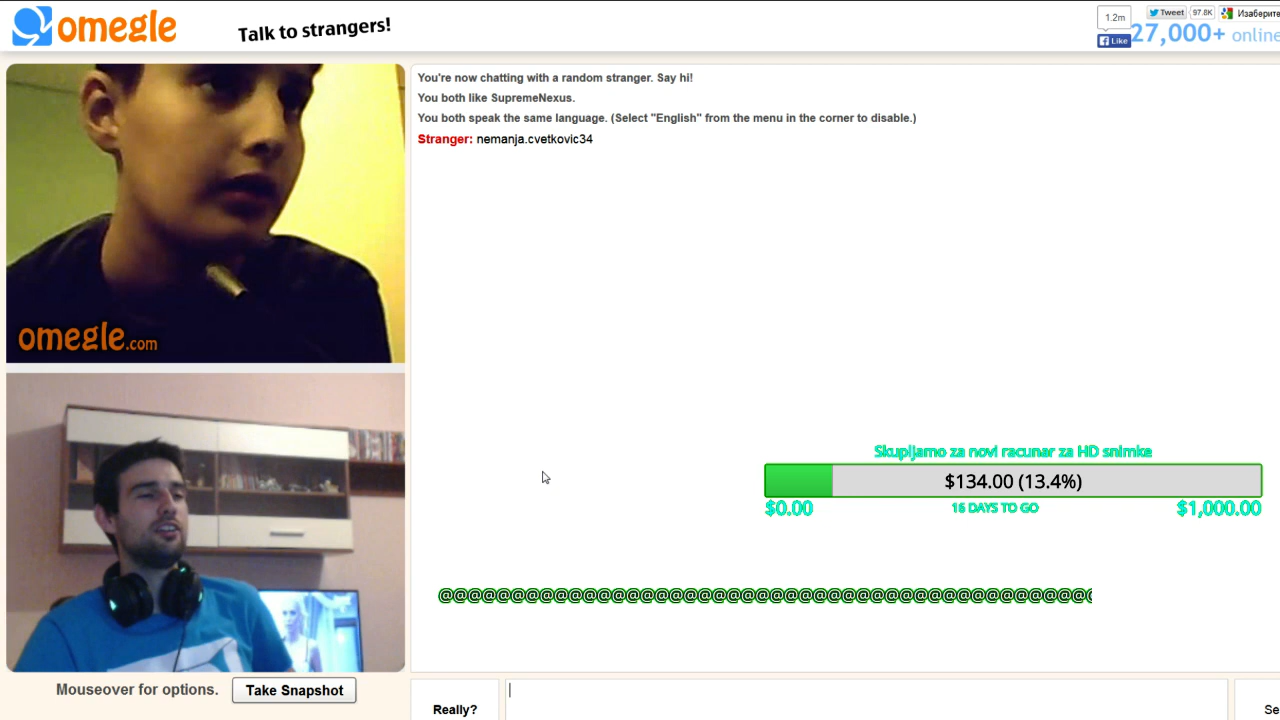 omegle
Talk to strangers!
1.2m
Like
Tweet
97.8K
Изаберите
27,000+ online
You're now chatting with a random stranger. Say hi!
You both like SupremeNexus.
You both speak the same language. (Select "English" from the menu in the corner to disable.)
Stranger: nemanja.cvetkovic34
omegle.com
Skupljamo za novi racunar za HD snimke
$134.00 (13.4%)
$0.00
16 DAYS TO GO
$1,000.00
@@@@@@@@@@@@@@@@@@@@@@@@@@@@@@@@@@@@@@@@@@@@@
Mouseover for options.
Take Snapshot
Really?
Se